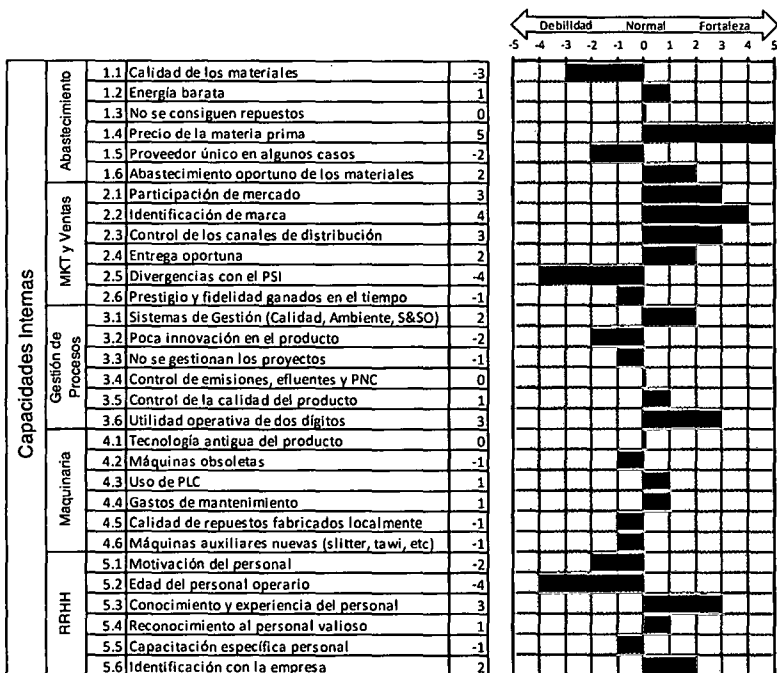 Debilidad Normal Fortaleza
-5 -4 -3 -2 -1 0 1 2 3 4 5
Capacidades Internas
Abastecimiento
1.1 Calidad de los materiales -3
1.2 Energía barata 1
1.3 No se consiguen repuestos 0
1.4 Precio de la materia prima 5
1.5 Proveedor único en algunos casos -2
1.6 Abastecimiento oportuno de los materiales 2
MKT y Ventas
2.1 Participación de mercado 3
2.2 Identificación de marca 4
2.3 Control de los canales de distribución 3
2.4 Entrega oportuna 2
2.5 Divergencias con el PSI -4
2.6 Prestigio y fidelidad ganados en el tiempo -1
Gestión de
Procesos
3.1 Sistemas de Gestión (Calidad, Ambiente, S&SO) 2
3.2 Poca innovación en el producto -2
3.3 No se gestionan los proyectos -1
3.4 Control de emisiones, efluentes y PNC 0
3.5 Control de la calidad del producto 1
3.6 Utilidad operativa de dos dígitos 3
Maquinaria
4.1 Tecnología antigua del producto 0
4.2 Máquinas obsoletas -1
4.3 Uso de PLC 1
4.4 Gastos de mantenimiento 1
4.5 Calidad de repuestos fabricados localmente -1
4.6 Máquinas auxiliares nuevas (slitter, tawi, etc) -1
RRHH
5.1 Motivación del personal -2
5.2 Edad del personal operario -4
5.3 Conocimiento y experiencia del personal 3
5.4 Reconocimiento al personal valioso 1
5.5 Capacitación específica personal -1
5.6 Identificación con la empresa 2